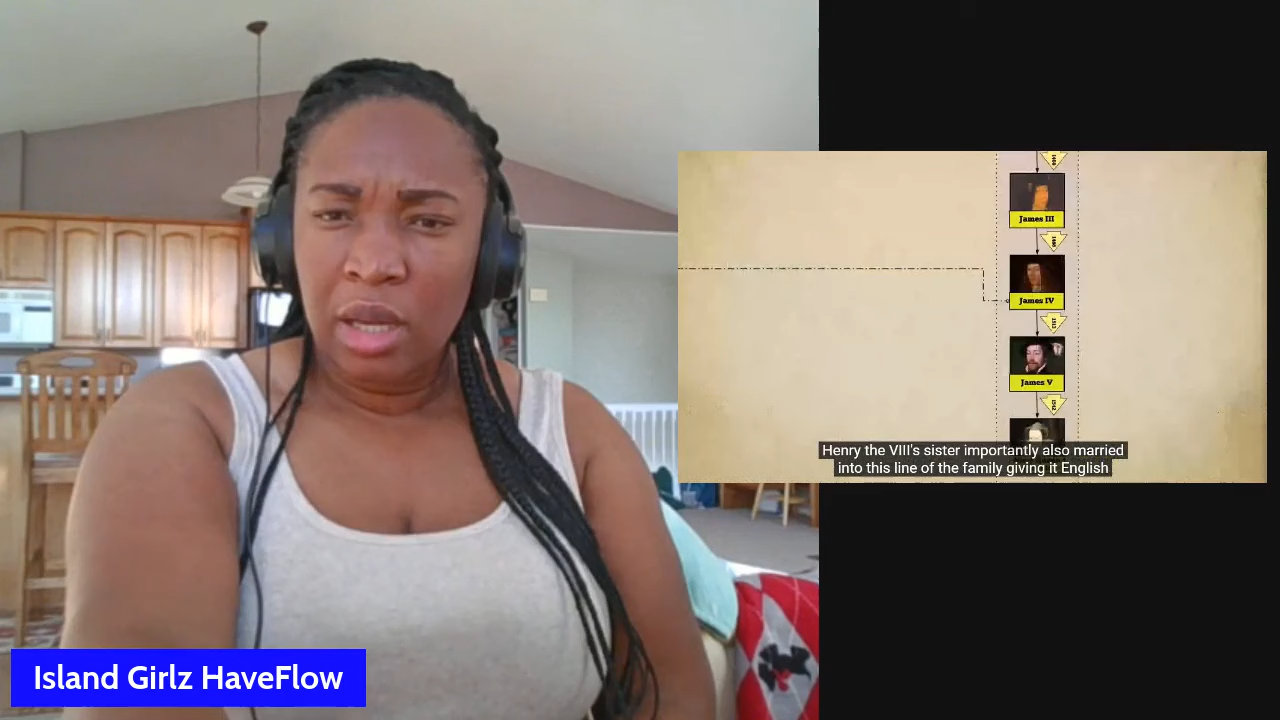 James III
James IV
James V
Henry the VIII's sister importantly also married
into this line of the family giving it English
Island Girlz HaveFlow